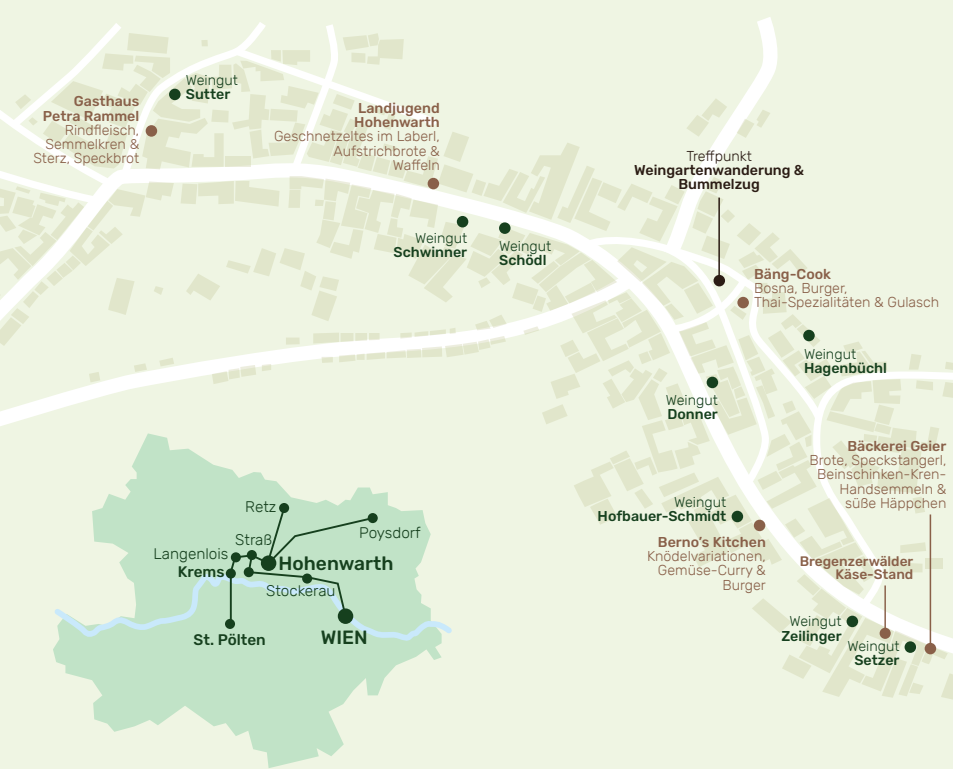 Weingut
Sutter
Gasthaus
Petra Rammel
Rindfleisch,
Semmelkren &
Sterz, Speckbrot
Landjugend
Hohenwarth
Geschnetzeltes im Laberl,
Aufstrichbrote &
Waffeln
Weingut
Schwinner
Weingut
Schödl
Treffpunkt
Weingartenwanderung &
Bummelzug
Bäng-Cook
Bosna, Burger,
Thai-Spezialitäten & Gulasch
Weingut
Hagenbüchl
Weingut
Donner
Bäckerei Geier
Brote, Speckstangerl,
Beinschinken-Kren-
Handsemmeln &
süße Häppchen
Weingut
Hofbauer-Schmidt
Berno's Kitchen
Knödelvariationen,
Gemüse-Curry &
Burger
Bregenzerwälder
Käse-Stand
Weingut
Zeilinger
Weingut
Setzer
Retz
Poysdorf
Straß
Langenlois
Hohenwarth
Krems
Stockerau
St. Pölten
WIEN